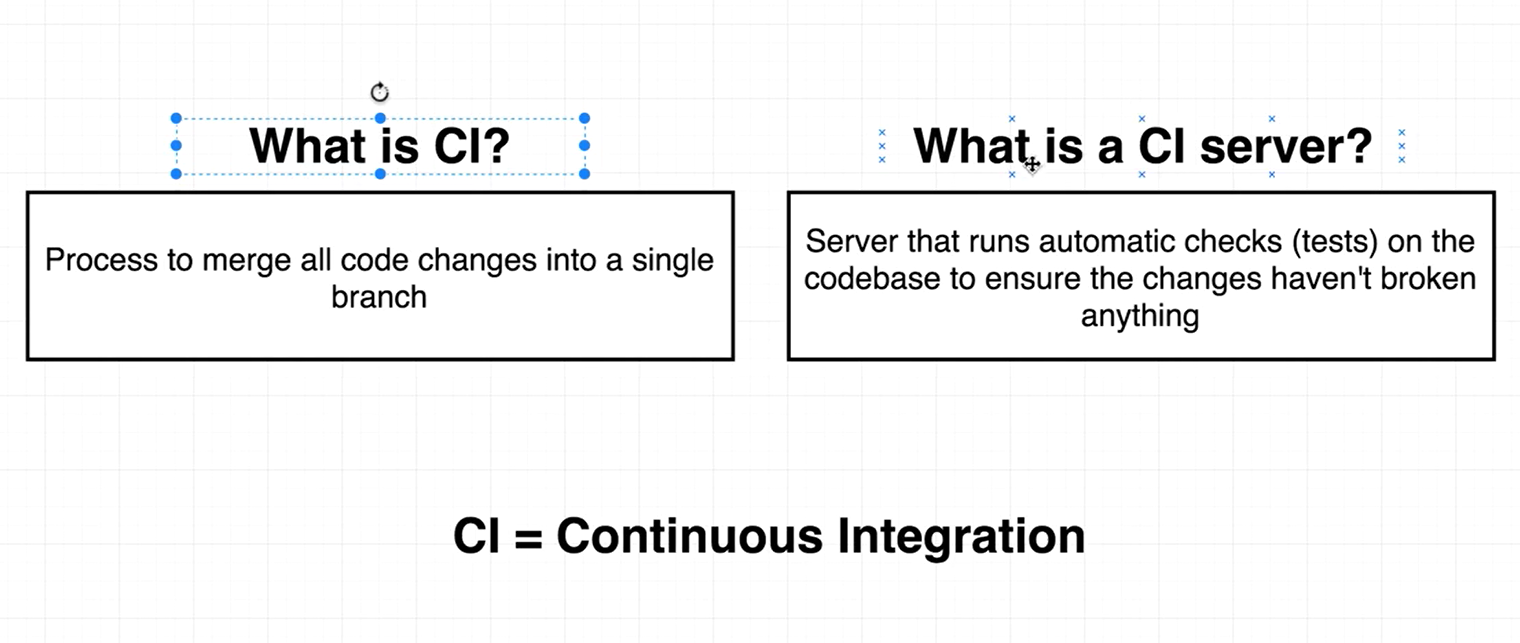 What is CI?
Process to merge all code changes into a single
branch
What is a CI server?
Server that runs automatic checks (tests) on the
codebase to ensure the changes haven't broken
anything
CI = Continuous Integration